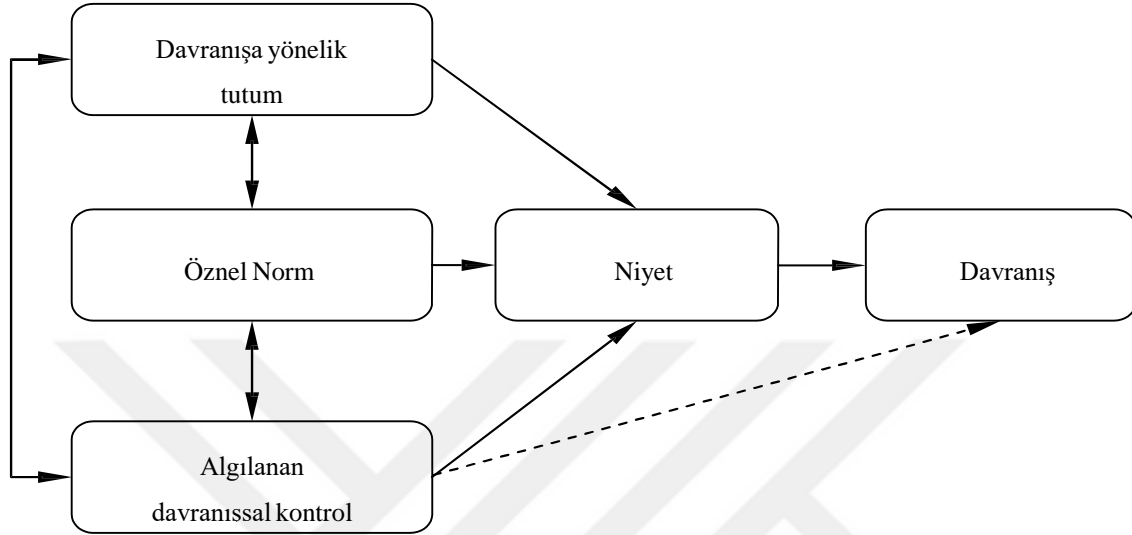 Davranışa yönelik
tutum
Öznel Norm
Niyet
Davranış
Algılanan
davranıssal kontrol